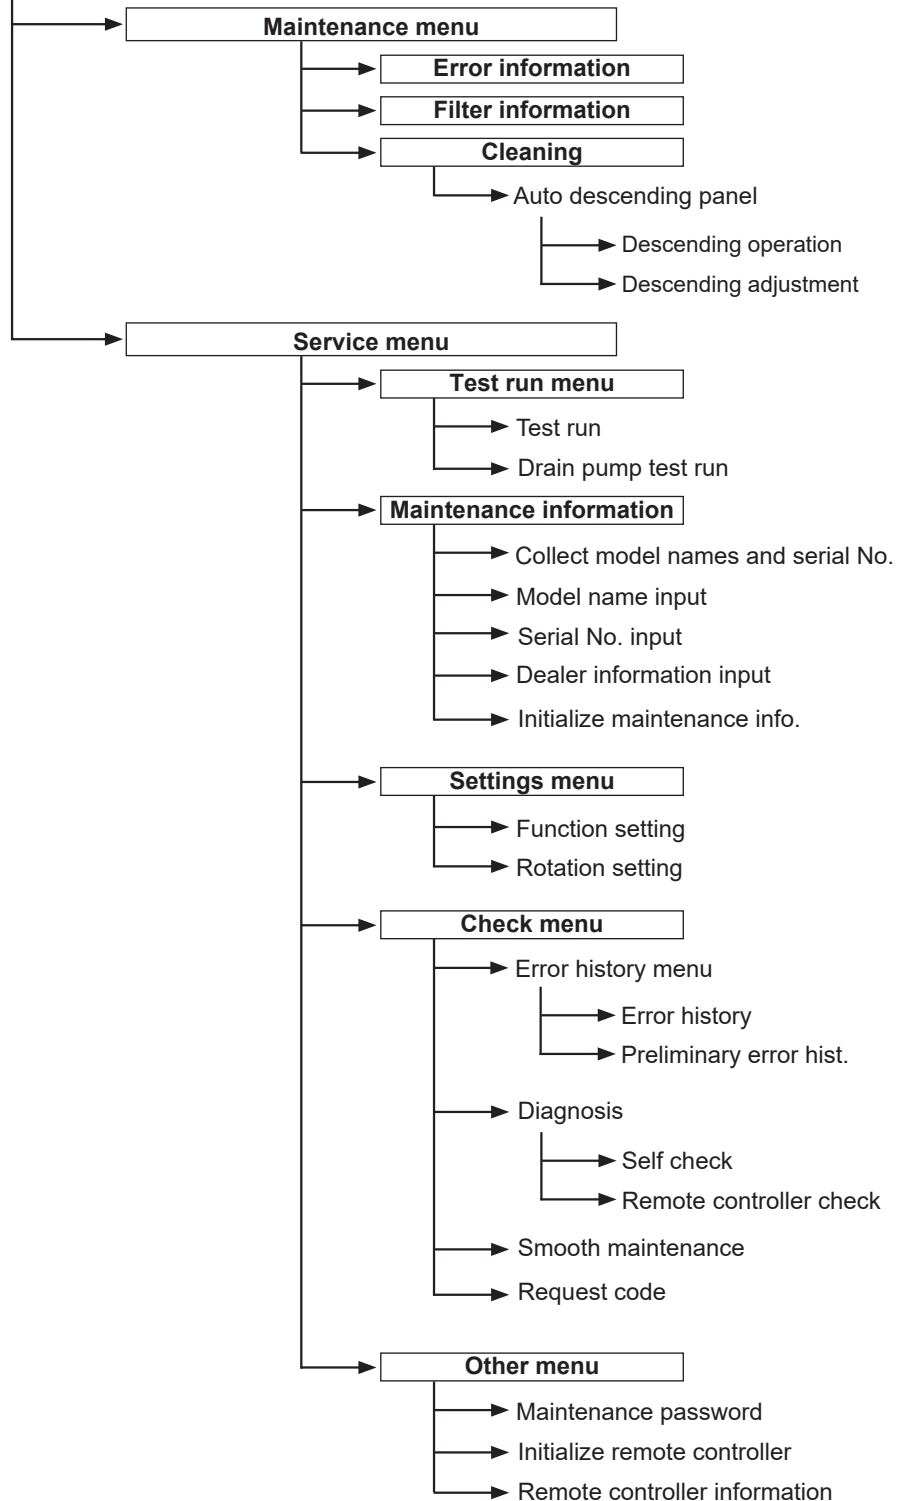 Maintenance menu
Error information
Filter information
Cleaning
Auto descending panel
Descending operation
Descending adjustment
Service menu
Test run menu
Test run
Drain pump test run
Maintenance information
Collect model names and serial No.
Model name input
Serial No. input
Dealer information input
Initialize maintenance info.
Settings menu
Function setting
Rotation setting
Check menu
Error history menu
Error history
Preliminary error hist.
Diagnosis
Self check
Remote controller check
Smooth maintenance
Request code
Other menu
Maintenance password
Initialize remote controller
Remote controller information